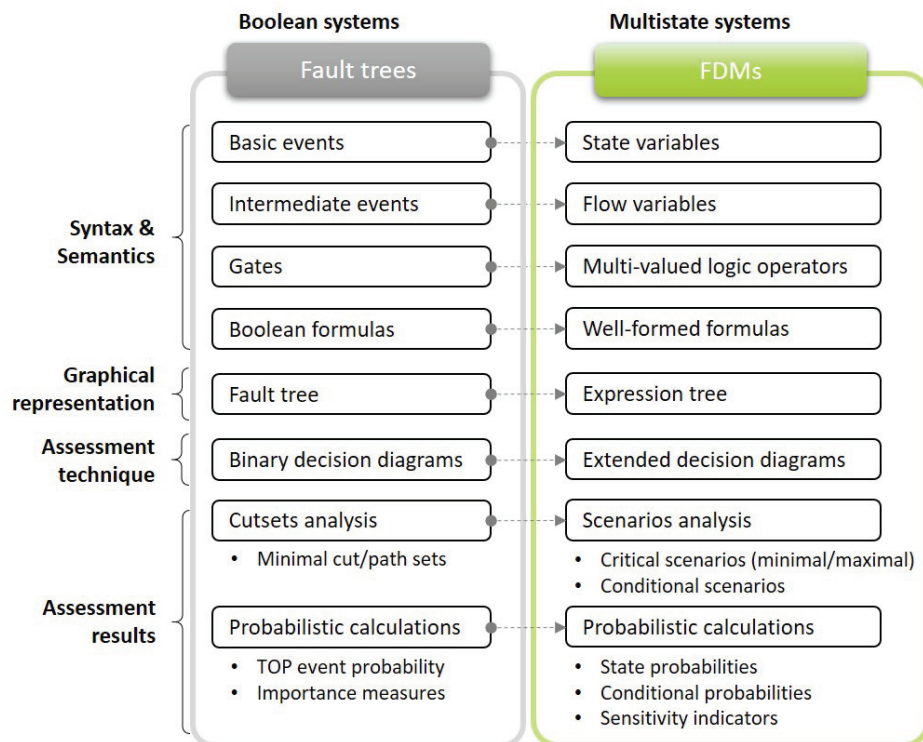 Boolean systems
Multistate systems
Fault trees
FDMs
Syntax &
Semantics
Basic events
State variables
Intermediate events
Flow variables
Gates
Multi-valued logic operators
Boolean formulas
Well-formed formulas
Graphical
representation
Fault tree
Expression tree
Assessment
technique
Binary decision diagrams
Extended decision diagrams
Assessment
results
Cutsets analysis
• Minimal cut/path sets
Scenarios analysis
• Critical scenarios (minimal/maximal)
• Conditional scenarios
Probabilistic calculations
• TOP event probability
• Importance measures
Probabilistic calculations
• State probabilities
• Conditional probabilities
• Sensitivity indicators